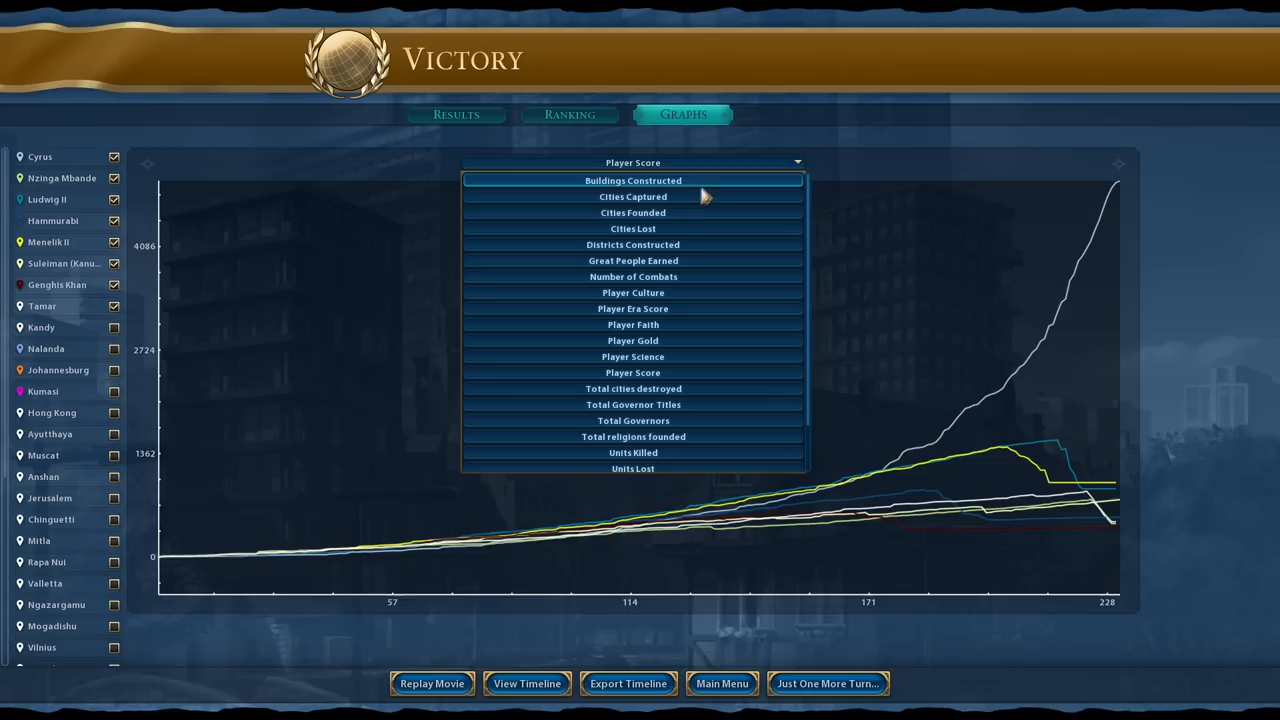 VICTORY
RESULTS
RANKING
GRAPHS
Cyrus
Nzinga Mbande
Ludwig II
Hammurabi
Menelik II
Suleiman (Kanu...
Genghis Khan
Tamar
Kandy
Nalanda
Johannesburg
Kumasi
Hong Kong
Ayutthaya
Muscat
Anshan
Jerusalem
Chinguetti
Mitla
Rapa Nui
Valletta
Ngazargamu
Mogadishu
Vilnius
Player Score
Buildings Constructed
Cities Captured
Cities Founded
Cities Lost
Districts Constructed
Great People Earned
Number of Combats
Player Culture
Player Era Score
Player Faith
Player Gold
Player Science
Player Score
Total cities destroyed
Total Governor Titles
Total Governors
Total religions founded
Units Killed
Units Lost
4086
2724
1362
0
57
114
171
228
Replay Movie
View Timeline
Export Timeline
Main Menu
Just One More Turn...